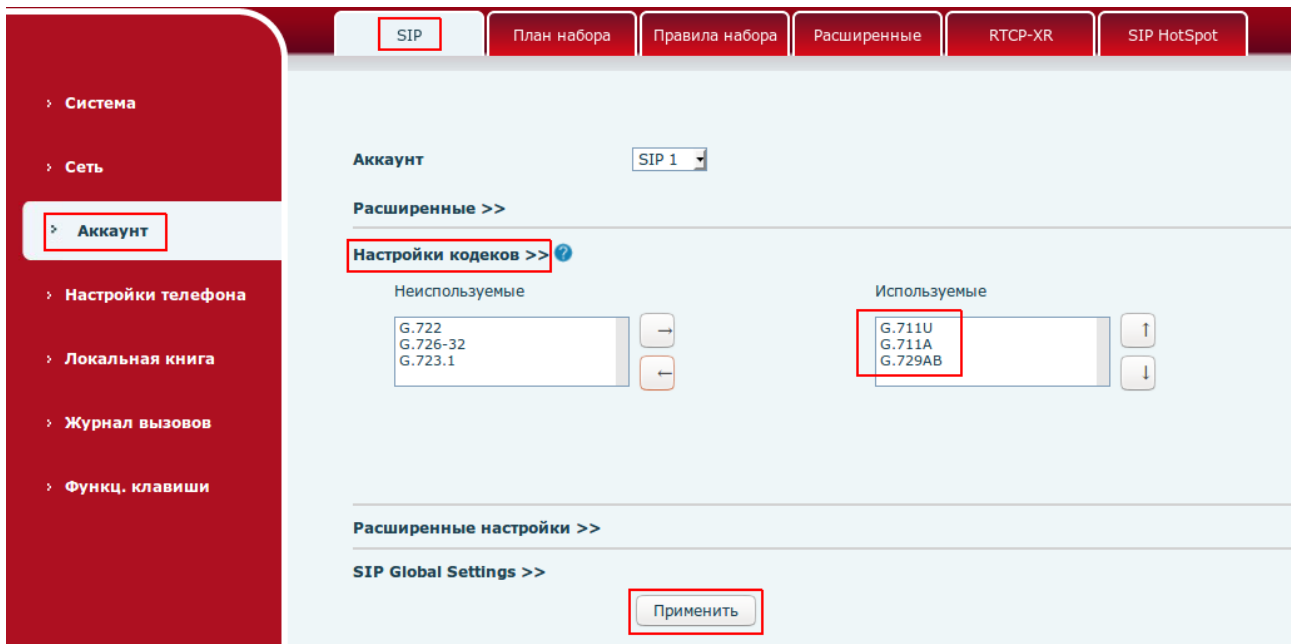 SIP
План набора
Правила набора
Расширенные
RTCP-XR
SIP HotSpot
Система
Сеть
Аккаунт
Настройки телефона
Локальная книга
Журнал вызовов
Функц. клавиши
Аккаунт SIP 1
Расширенные >>
Настройки кодеков >> ?
Неиспользуемые
G.722
G.726-32
G.723.1
→
←
Используемые
G.711U
G.711A
G.729AB
↑
↓
Расширенные настройки >>
SIP Global Settings >>
Применить